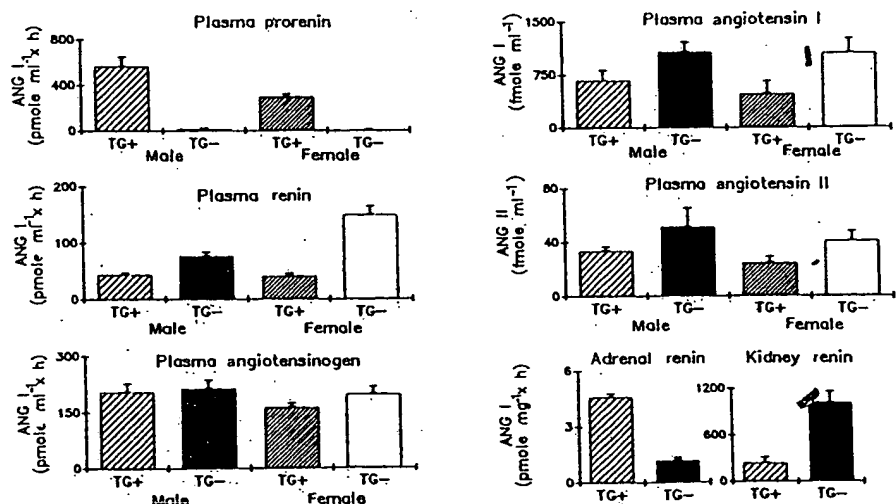 Plasma prorenin
ANG I
(pmole ml⁻¹x h)
800
400
0
TG+ TG− TG+ TG−
Male Female
Plasma renin
ANG I
(pmole ml⁻¹x h)
200
100
0
TG+ TG− TG+ TG−
Male Female
Plasma angiotensinogen
ANG I
(pmole ml⁻¹x h)
300
150
0
TG+ TG− TG+ TG−
Male Female
Plasma angiotensin I
ANG I
(fmole ml⁻¹)
1500
750
0
TG+ TG− TG+ TG−
Male Female
Plasma angiotensin II
ANG II
(fmole ml⁻¹)
80
40
0
TG+ TG− TG+ TG−
Male Female
Adrenal renin Kidney renin
ANG I
(pmole mg⁻¹x h)
6
3
0
1200
600
0
TG+ TG− TG+ TG−